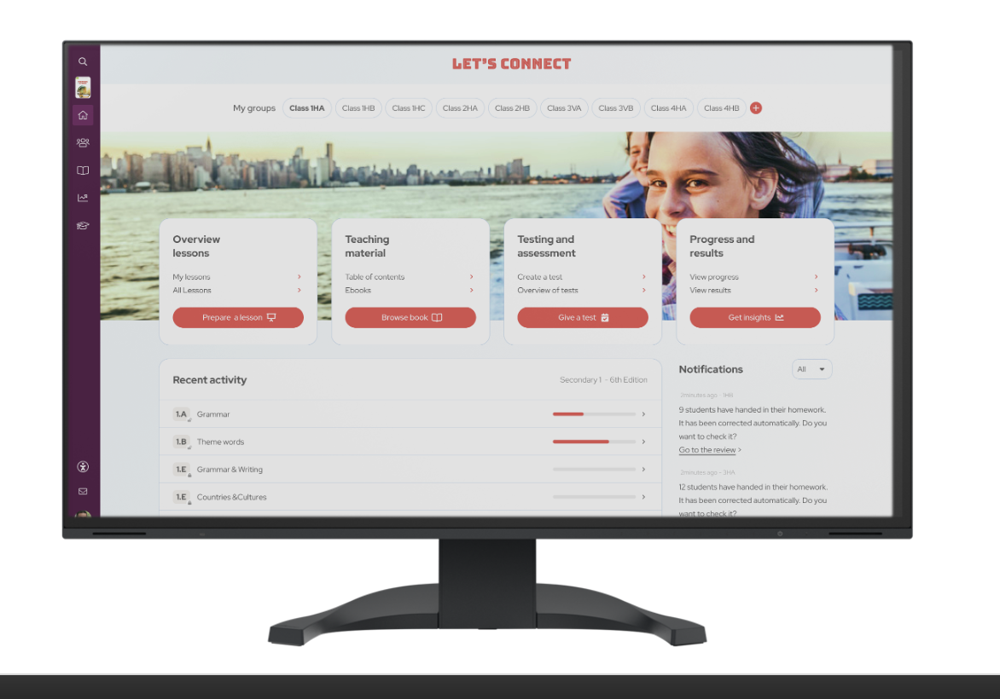 LET'S CONNECT
My groups Class 1HA Class 1HB Class 1HC Class 2HA Class 2HB Class 3VA Class 3VB Class 4HA Class 4HB
Overview
lessons
My lessons
All Lessons
Prepare a lesson
Teaching
material
Table of contents
Ebooks
Browse book
Testing and
assessment
Create a test
Overview of tests
Give a test
Progress and
results
View progress
View results
Get insights
Recent activity Secondary 1 - 6th Edition
1.A Grammar
1.B Theme words
1.E Grammar & Writing
1.E Countries &Cultures
Notifications All
2minutes ago - 1HB
9 students have handed in their homework.
It has been corrected automatically. Do you
want to check it?
Go to the review >
2minutes ago - 3HA
12 students have handed in their homework.
It has been corrected automatically. Do you
want to check it?